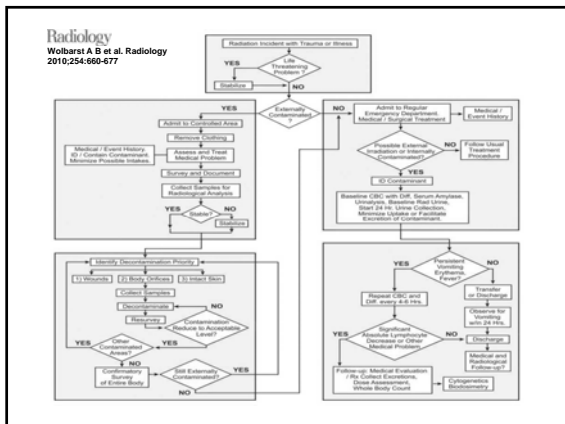 Radiology
Wolbarst A B et al. Radiology
2010;254:660-677
Radiation Incident with Trauma or Illness
Life
Threatening
Problem ?
YES
Stabilize
NO
Externally
Contaminated
?
YES
NO
Admit to Controlled Area
Remove Clothing
Medical / Event History.
ID / Contain Contaminant.
Minimize Possible Intakes.
Assess and Treat
Medical Problem
Survey and Document
Collect Samples for
Radiological Analysis
Stable?
YES
NO
Stabilize
Identify Decontamination Priority
1) Wounds
2) Body Orifices
3) Intact Skin
Collect Samples
Decontaminate
Resurvey
NO
Contamination
Reduce to Acceptable
Level?
YES
Other
Contaminated
Areas?
YES
NO
Confirmatory
Survey
of Entire Body
Still Externally
Contaminated?
YES
NO
Admit to Regular
Emergency Department.
Medical / Surgical Treatment
Medical /
Event History
Possible External
Irradiation or Internally
Contaminated?
NO
Follow Usual
Treatment
Procedure
YES
ID Contaminant
Baseline CBC with Diff. Serum Amylase,
Urinalysis, Baseline Rad Urine,
Start 24 Hr. Urine Collection,
Minimize Uptake or Facilitate
Excretion of Contaminant.
Persistent
Vomiting
Erythema,
Fever?
YES
NO
Repeat CBC and
Diff. every 4-6 Hrs.
Transfer
or Discharge
Observe for
Vomiting
w/in 24 Hrs.
Significant
Absolute Lymphocyte
Decrease or Other
Medical Problem
YES
NO
Discharge
Medical and
Radiological
Follow-up?
Follow-up: Medical Evaluation
/ Rx Collect Excretions,
Dose Assessment,
Whole Body Count
Cytogenetics
Biodosimetry